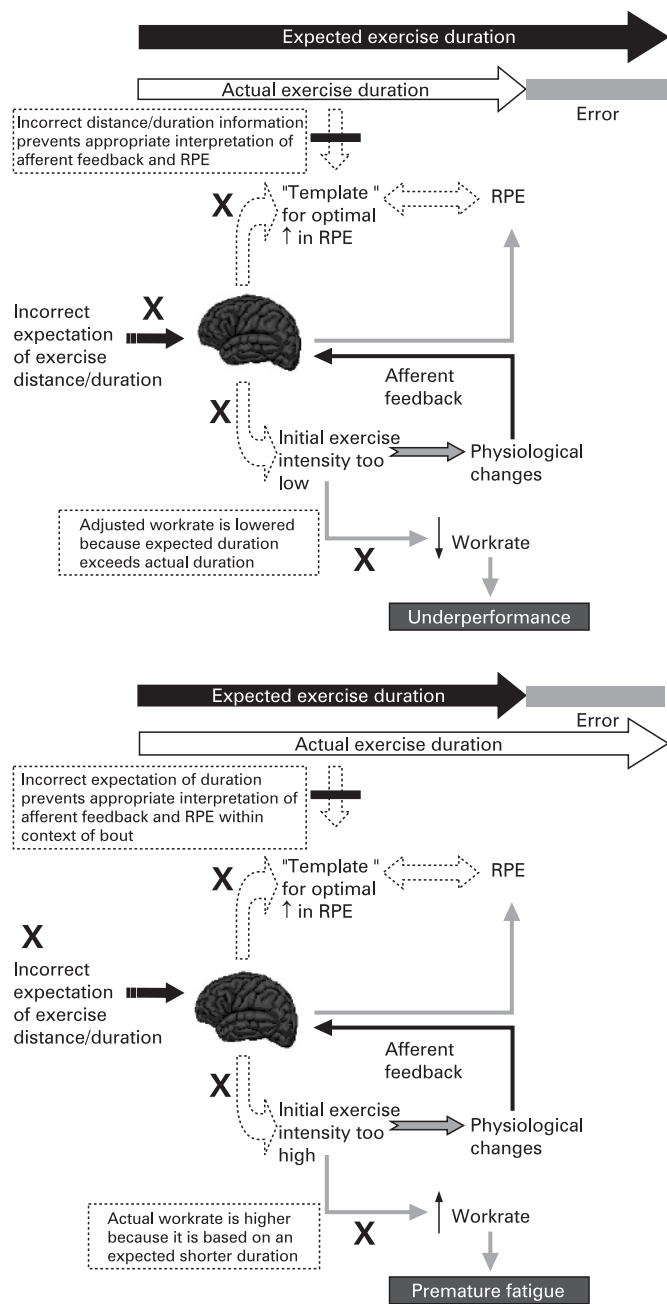 Expected exercise duration
Actual exercise duration
Error
Incorrect distance/duration information
prevents appropriate interpretation of
afferent feedback and RPE
X
"Template "
for optimal
↑ in RPE
RPE
X
Incorrect
expectation
of exercise
distance/duration
Afferent
feedback
X
Initial exercise
intensity too
low
Physiological
changes
Adjusted workrate is lowered
because expected duration
exceeds actual duration
X
↓ Workrate
Underperformance
Expected exercise duration
Error
Actual exercise duration
Incorrect expectation of duration
prevents appropriate interpretation of
afferent feedback and RPE within
context of bout
X
"Template "
for optimal
↑ in RPE
RPE
X
Incorrect
expectation
of exercise
distance/duration
Afferent
feedback
X
Initial exercise
intensity too
high
Physiological
changes
Actual workrate is higher
because it is based on an
expected shorter duration
X
↑ Workrate
Premature fatigue